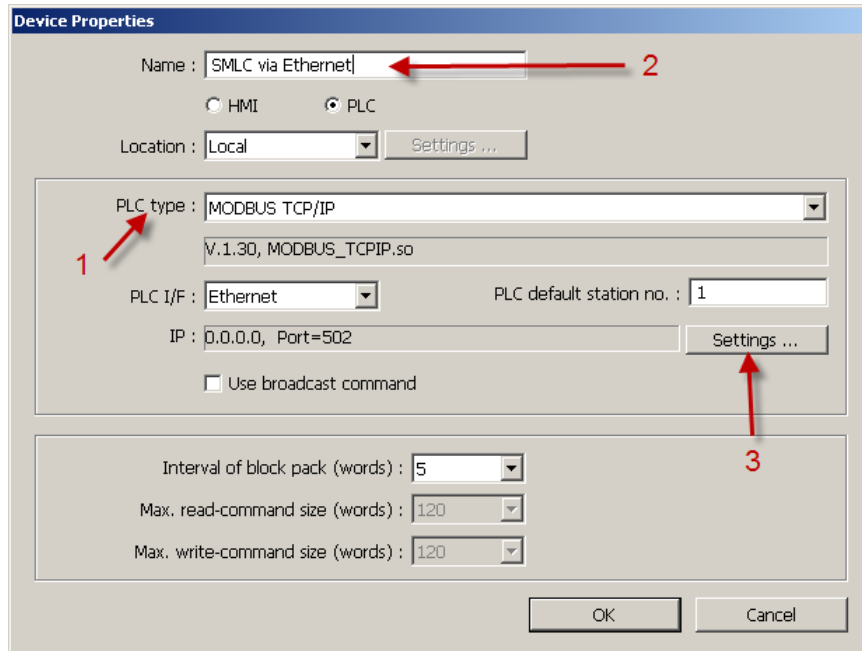 Device Properties
Name : SMLC via Ethernet 2
HMI PLC
Location : Local Settings ...
PLC type : MODBUS TCP/IP
1
V.1.30, MODBUS_TCPIP.so
PLC I/F : Ethernet PLC default station no. : 1
IP : 0.0.0.0, Port=502 Settings ...
Use broadcast command
3
Interval of block pack (words) : 5
Max. read-command size (words) : 120
Max. write-command size (words) : 120
OK Cancel